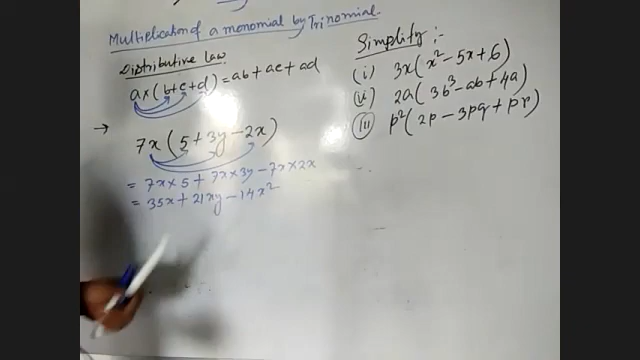 Multiplication of a monomial by Trinomial.
Distributive Law
a×(b+c+d) = ab+ac+ad
→ 7x(5+3y−2x)
= 7x×5+7x×3y−7x×2x
= 35x+21xy−14x²
Simplify :-
(i) 3x(x²−5x+6)
(ii) 2a(3b³−ab+4a)
(iii) p²(2p−3pq+pr)